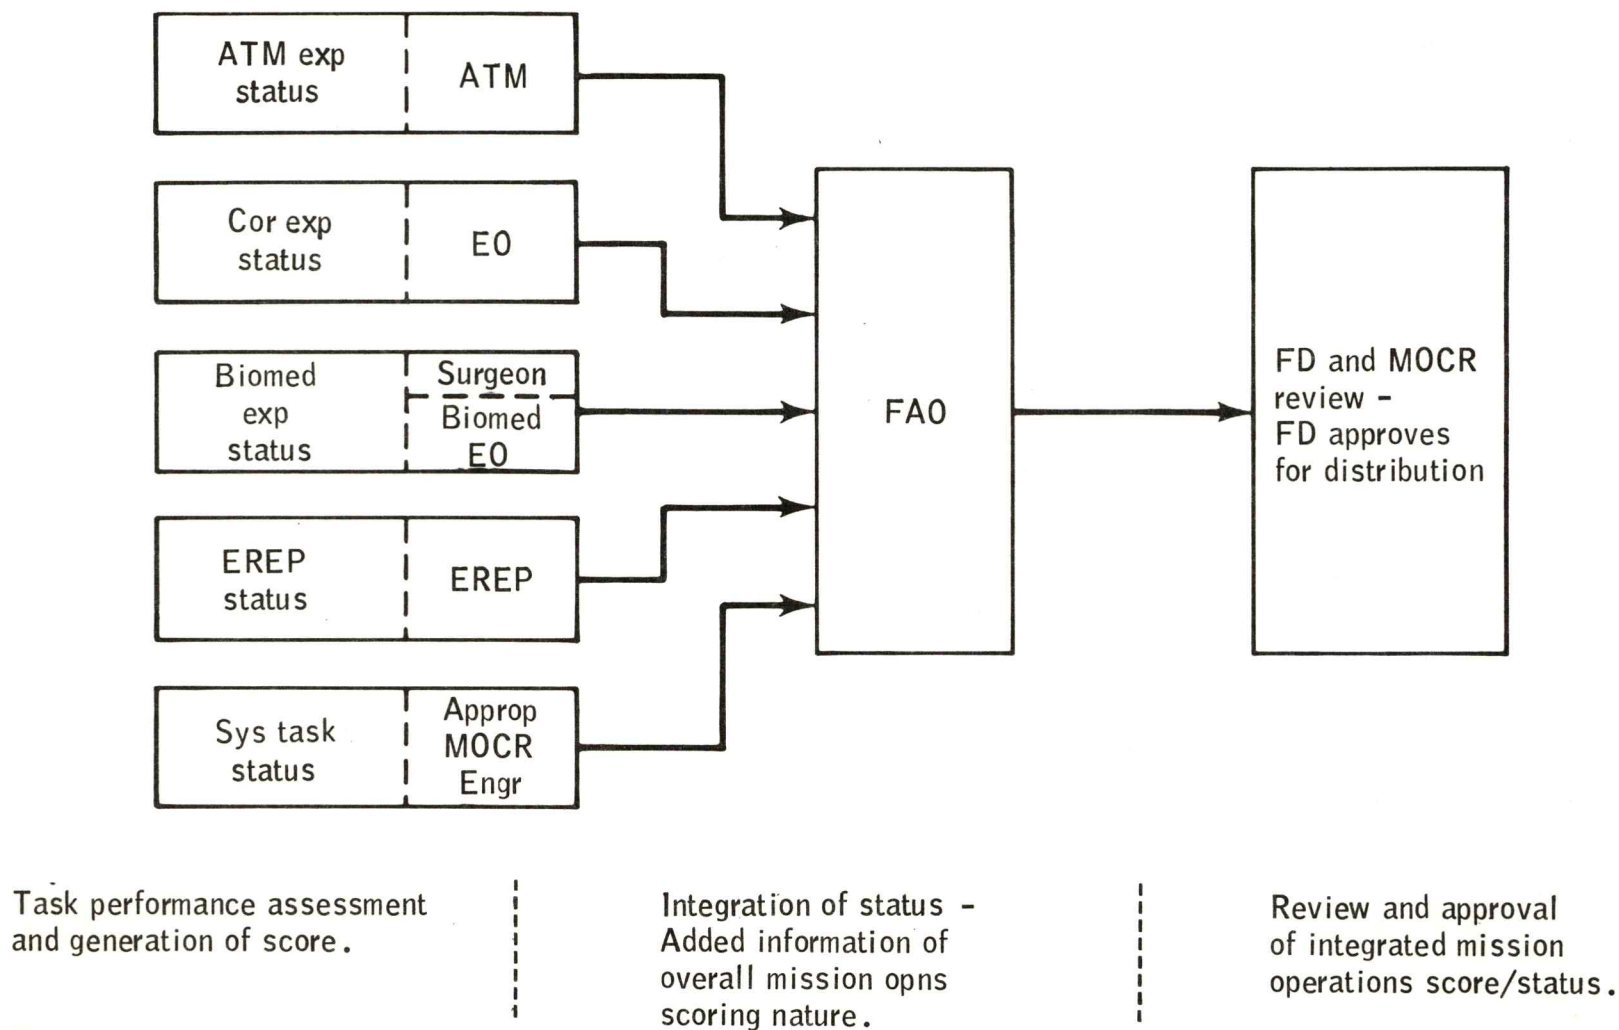 ATM exp
status
ATM
Cor exp
status
EO
Biomed
exp
status
Surgeon
Biomed
EO
EREP
status
EREP
Sys task
status
Approp
MOCR
Engr
FAO
FD and MOCR
review -
FD approves
for distribution
Task performance assessment
and generation of score.
Integration of status -
Added information of
overall mission opns
scoring nature.
Review and approval
of integrated mission
operations score/status.